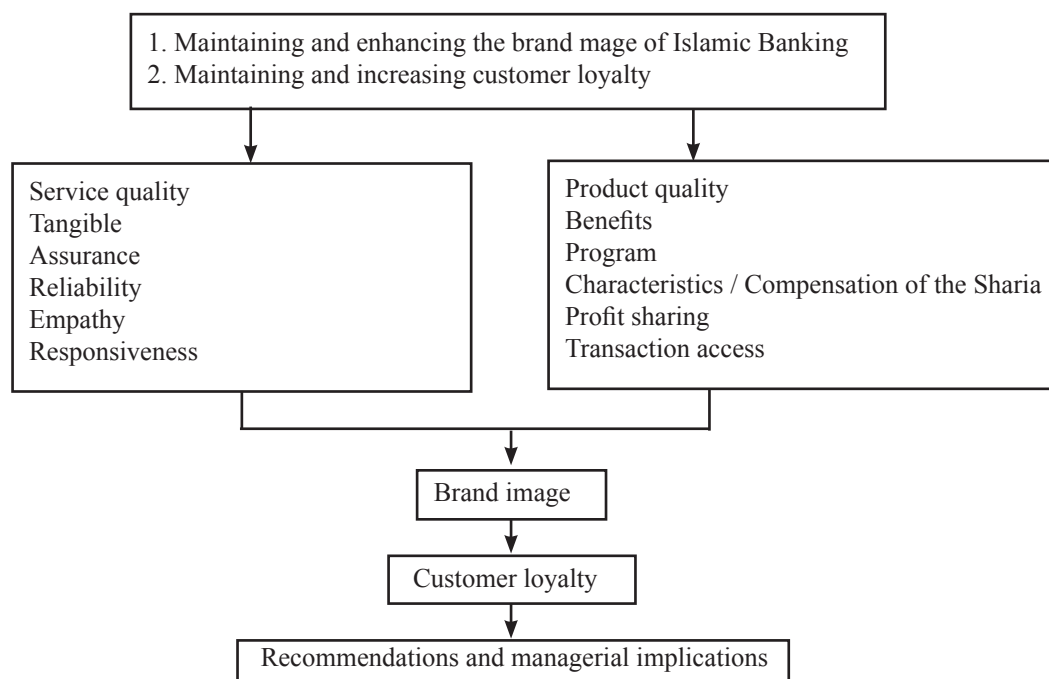 1. Maintaining and enhancing the brand mage of Islamic Banking
2. Maintaining and increasing customer loyalty
Service quality
Tangible
Assurance
Reliability
Empathy
Responsiveness
Product quality
Benefits
Program
Characteristics / Compensation of the Sharia
Profit sharing
Transaction access
Brand image
Customer loyalty
Recommendations and managerial implications